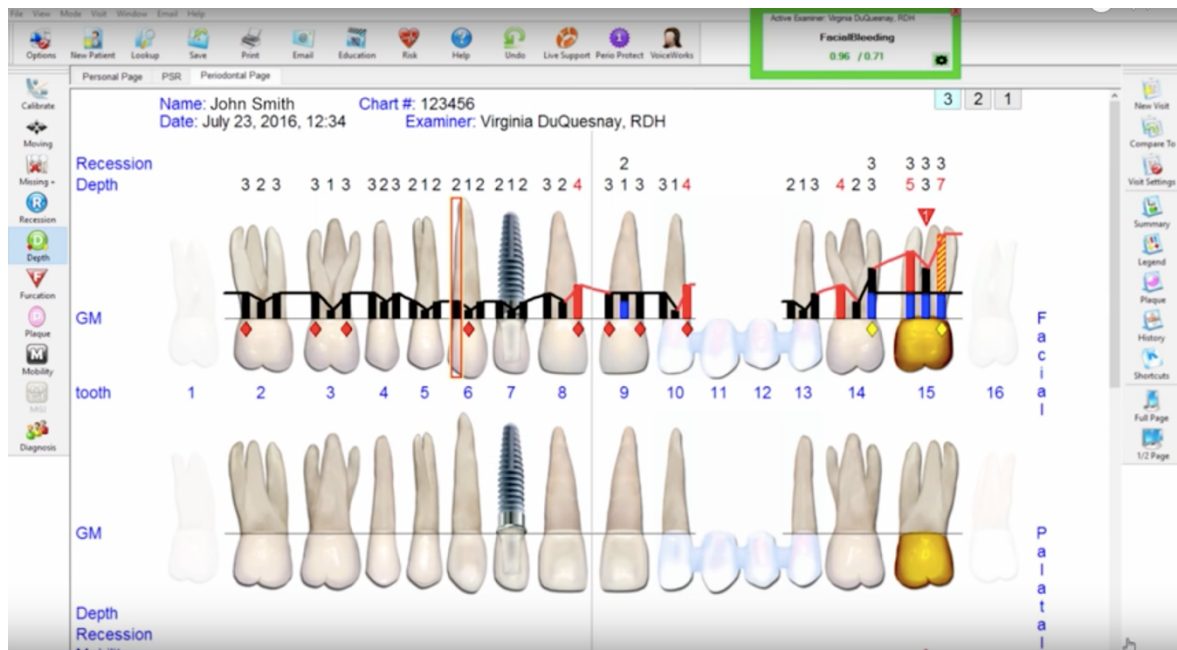 File View Mode Visit Window Email Help
Active Examiner: Virginia DuQuesnay, RDH
FacialBleeding
0.96 / 0.71
Options New Patient Lookup Save Print Email Education Risk Help Undo Live Support Perio Protect VoiceWorks
Personal Page PSR Periodontal Page
Name: John Smith Chart #: 123456
3 2 1
Date: July 23, 2016, 12:34 Examiner: Virginia DuQuesnay, RDH
Calibrate
Moving
Missing +
Recession
Depth
Furcation
Plaque
Mobility
MGI
Diagnosis
Recession 2 3 3 3 3
Depth 3 2 3 3 1 3 3 2 3 2 1 2 2 1 2 2 1 2 3 2 4 3 1 3 3 1 4 2 1 3 4 2 3 5 3 7
1
GM
tooth 1 2 3 4 5 6 7 8 9 10 11 12 13 14 15 16
Facial
GM
Palatal
Depth
Recession
New Visit
Compare To
Visit Settings
Summary
Legend
Plaque
History
Shortcuts
Full Page
1/2 Page